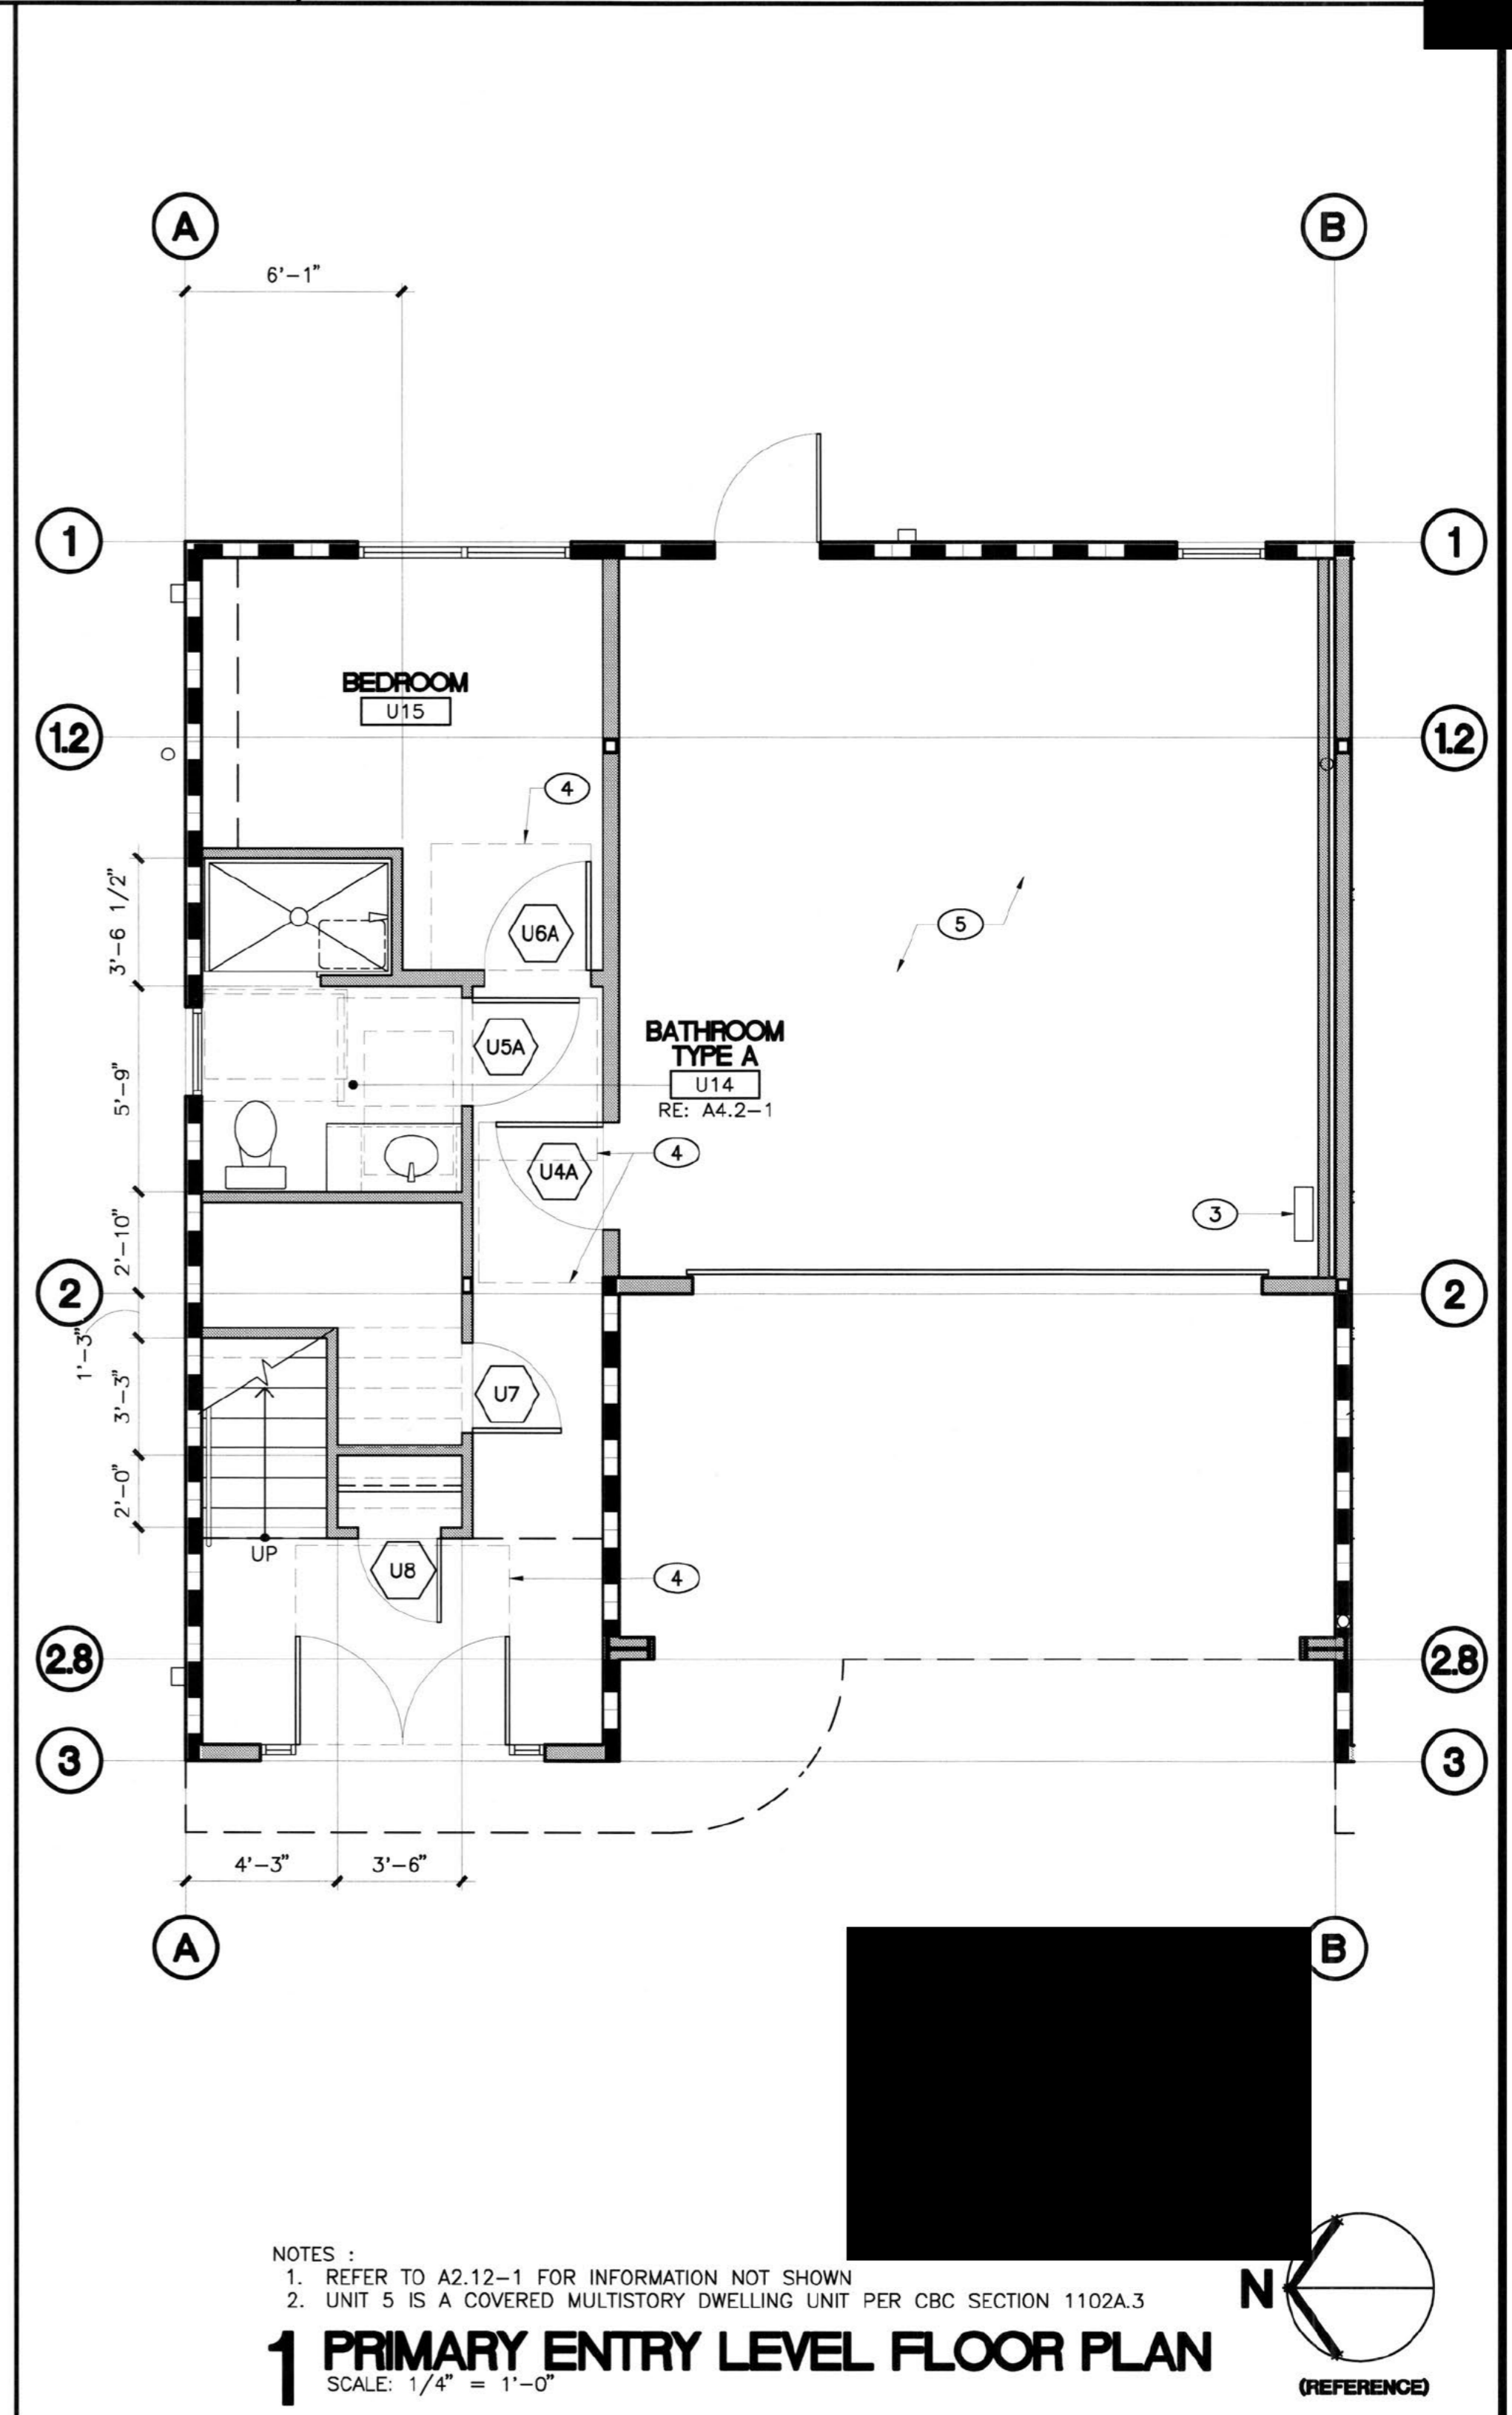 A
B
6'-1"
1
1
BEDROOM
U15
1.2
1.2
4
3'-6 1/2"
U6A
5
U5A
BATHROOM
TYPE A
U14
RE: A4.2-1
5'-9"
4
U4A
3
2'-10"
2
2
1'-3"
3'-3"
U7
2'-0"
UP
U8
4
2.8
2.8
3
3
4'-3"
3'-6"
A
B
NOTES :
1. REFER TO A2.12-1 FOR INFORMATION NOT SHOWN
2. UNIT 5 IS A COVERED MULTISTORY DWELLING UNIT PER CBC SECTION 1102A.3
N
1 PRIMARY ENTRY LEVEL FLOOR PLAN
SCALE: 1/4" = 1'-0"
(REFERENCE)